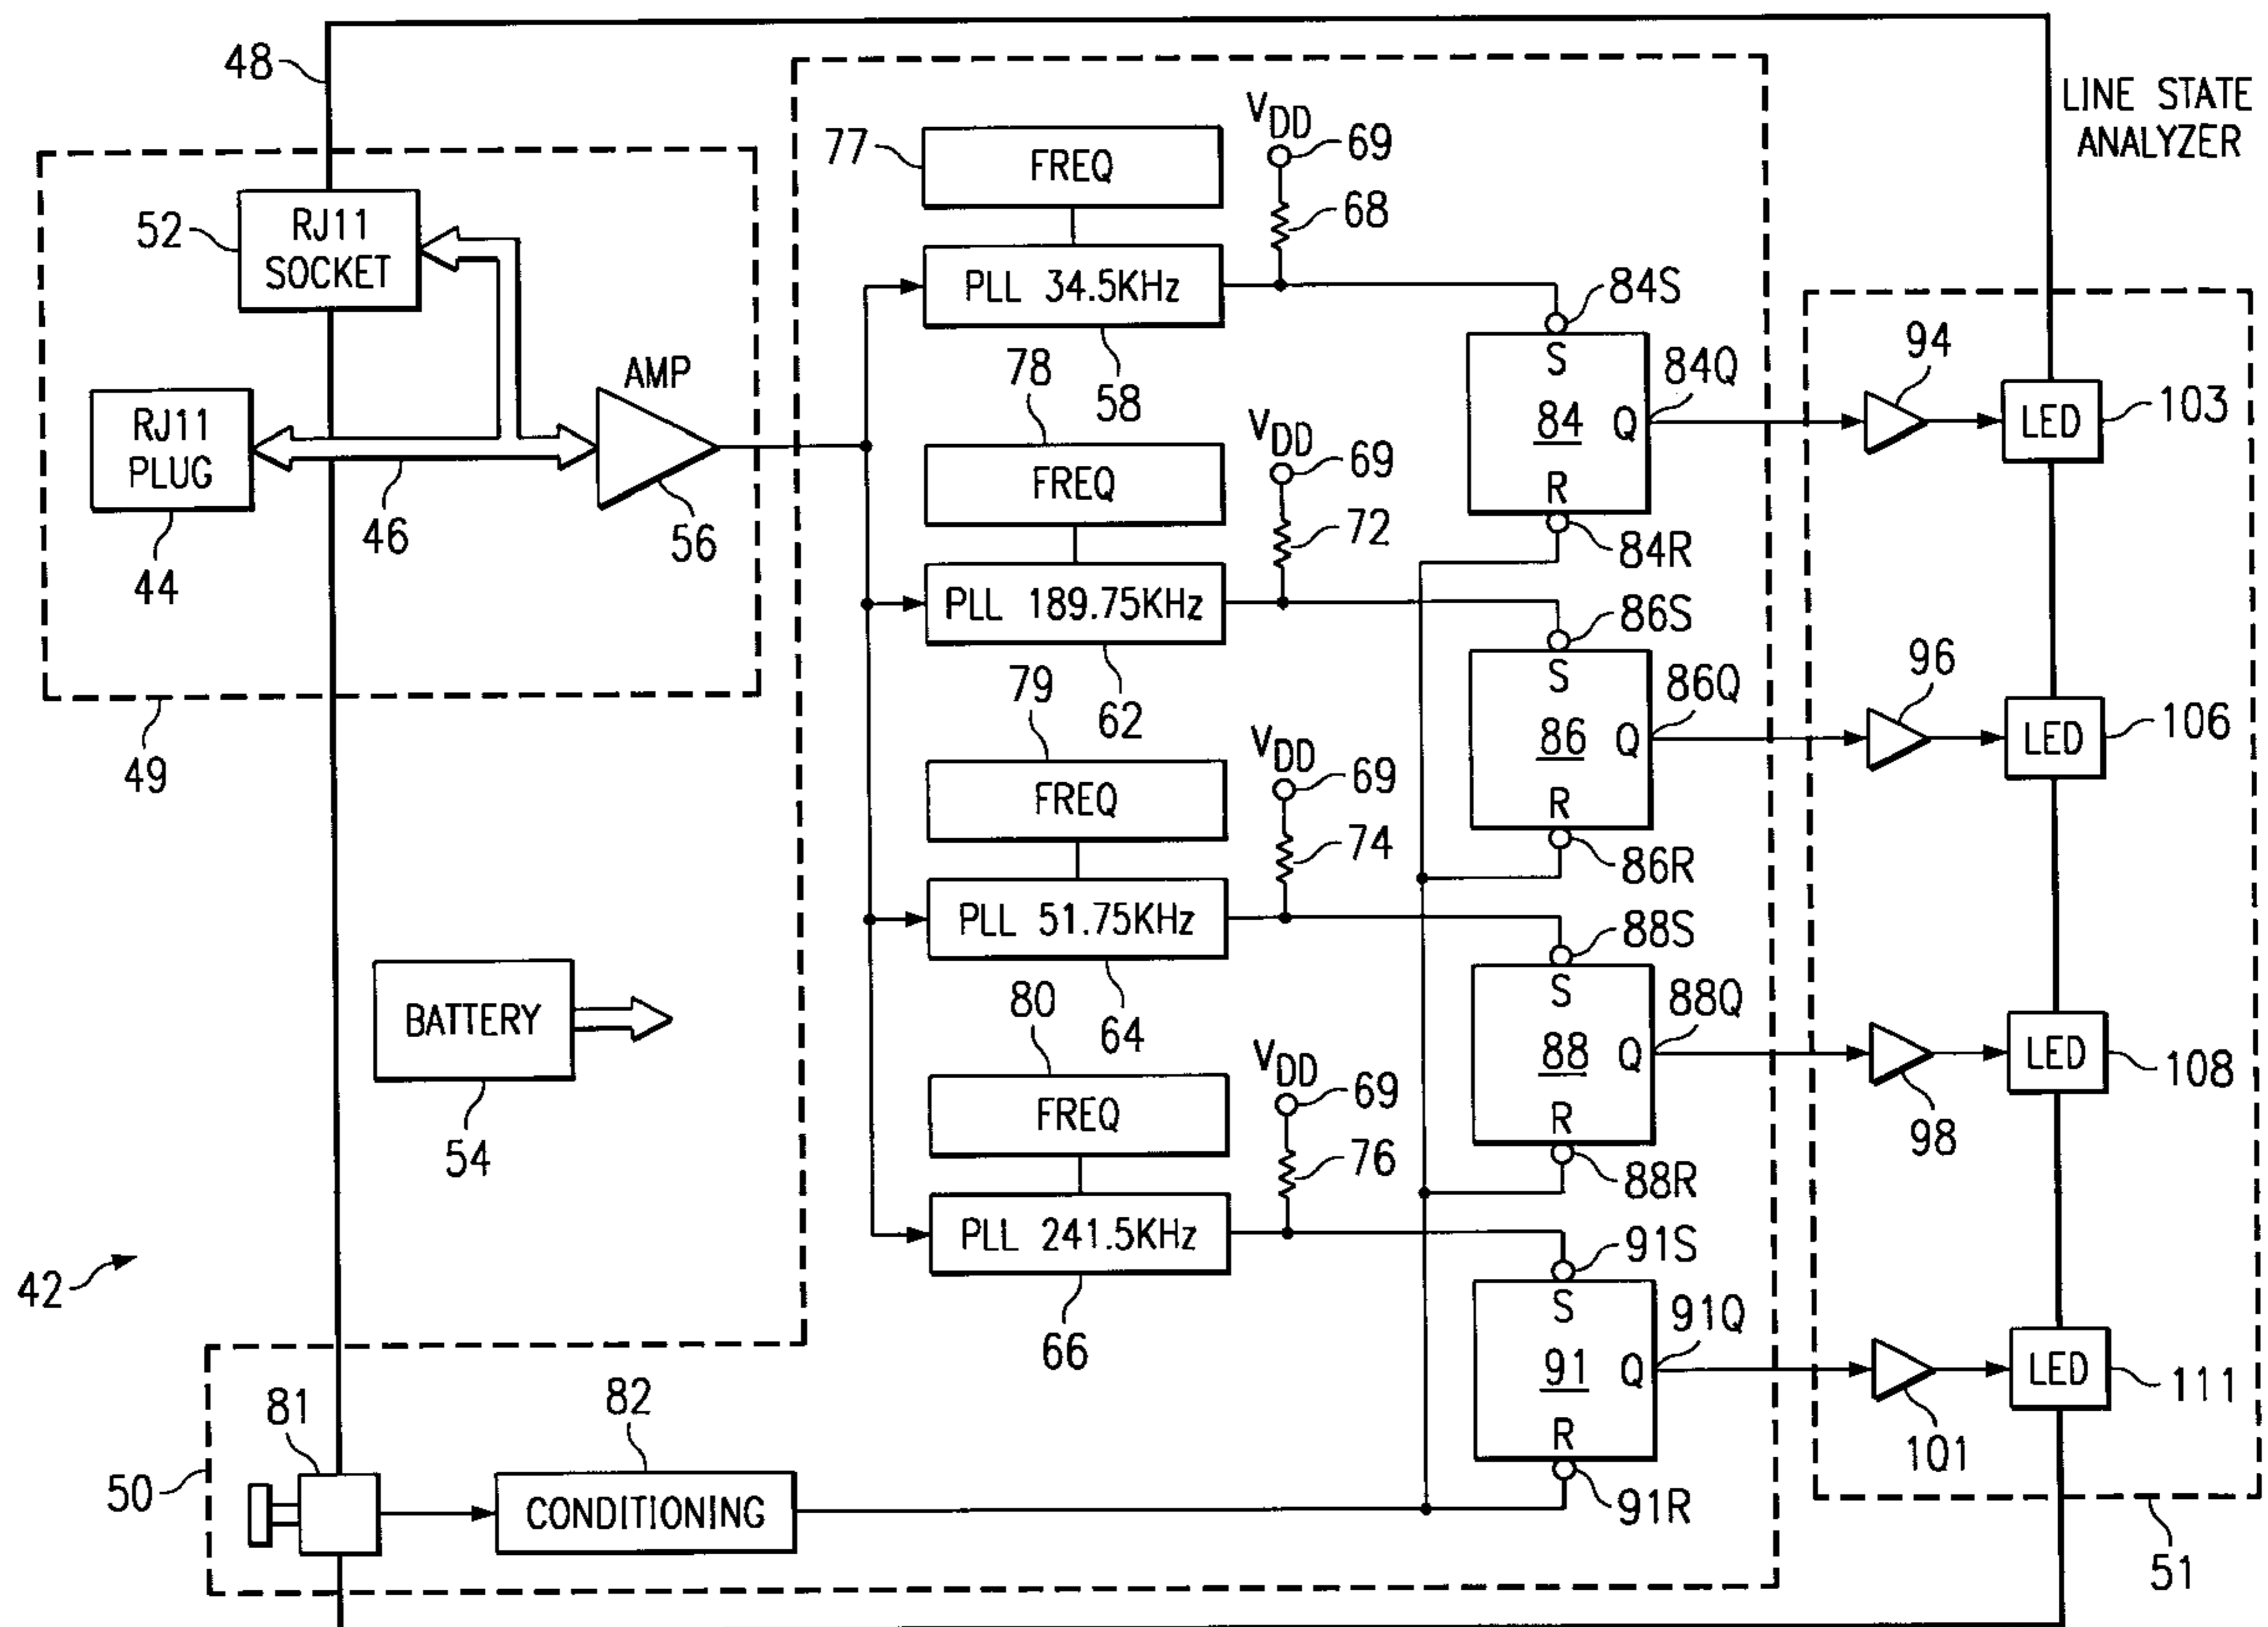 48
LINE STATE
ANALYZER
77
FREQ
VDD
69
68
52
RJ11
SOCKET
PLL 34.5KHz
58
84S
S
84
Q
R
84Q
84R
94
LED
103
AMP
56
RJ11
PLUG
44
46
49
78
FREQ
VDD
69
72
PLL 189.75KHz
62
86S
S
86
Q
R
86Q
86R
96
LED
106
79
FREQ
VDD
69
74
PLL 51.75KHz
64
88S
S
88
Q
R
88Q
88R
98
LED
108
BATTERY
54
80
FREQ
VDD
69
76
PLL 241.5KHz
66
91S
S
91
Q
R
91Q
91R
101
LED
111
42
50
81
82
CONDITIONING
51